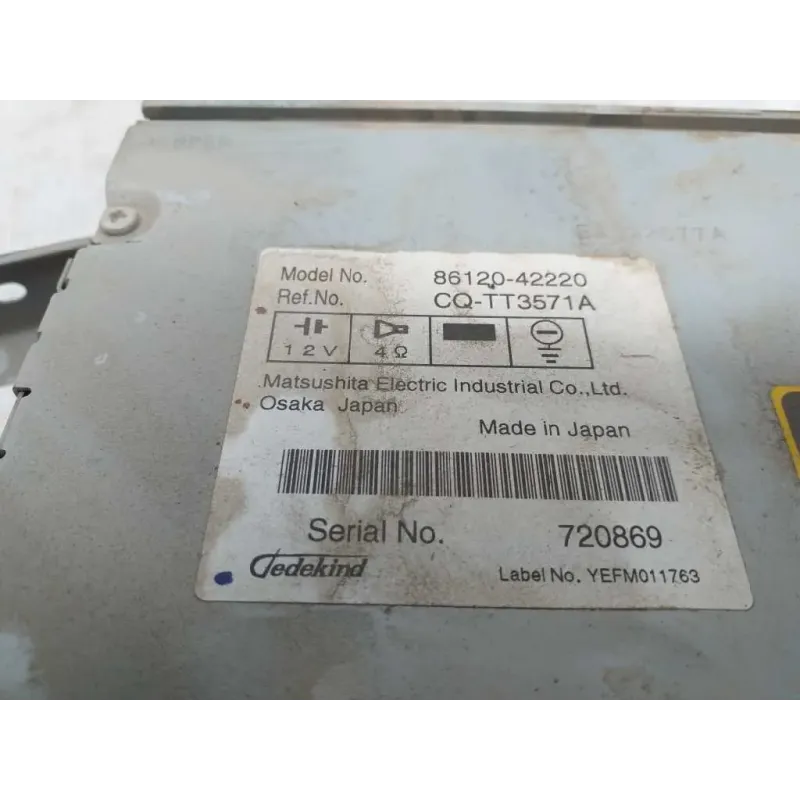 Model No. 86120-42220
Ref.No. CQ-TT3571A
12V 4Ω
Matsushita Electric Industrial Co.,Ltd.
Osaka Japan
Made in Japan
Serial No. 720869
Jedekind Label No. YEFM011763